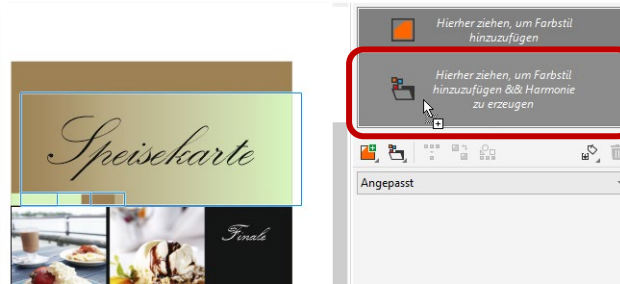 Hierher ziehen, um Farbstil
hinzuzufügen
Hierher ziehen, um Farbstil
hinzuzufügen && Harmonie
zu erzeugen
Speisekarte
Angepasst
Finale